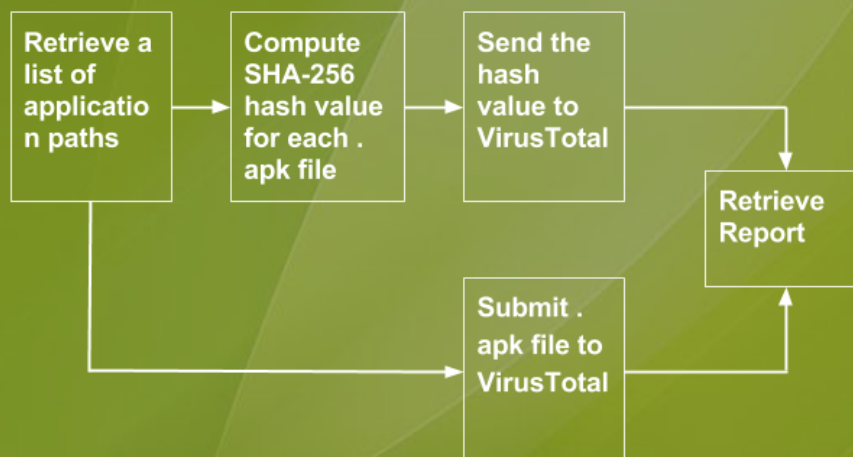 Retrieve a
list of
applicatio
n paths
Compute
SHA-256
hash value
for each .
apk file
Send the
hash
value to
VirusTotal
Retrieve
Report
Submit .
apk file to
VirusTotal